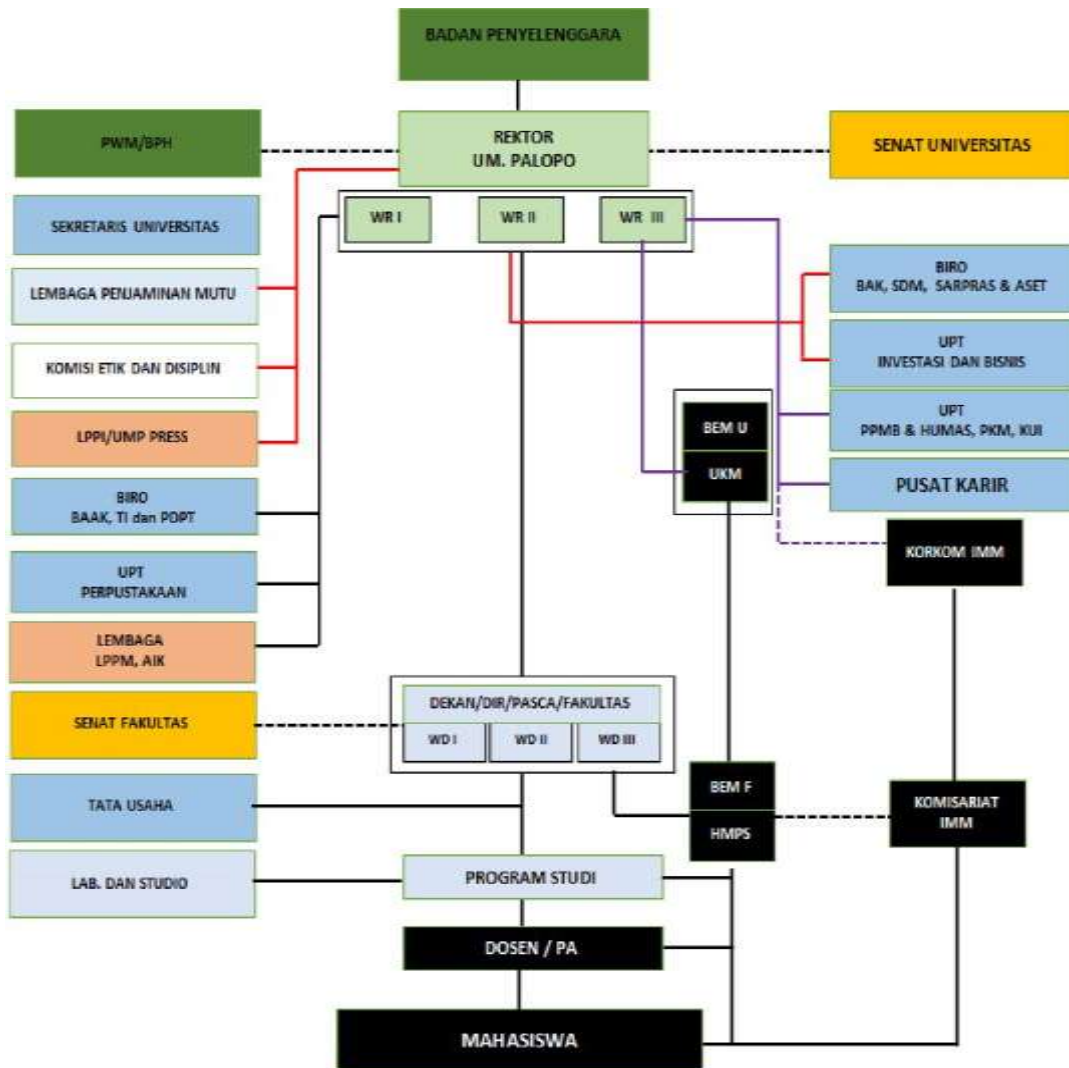 BADAN PENYELENGGARA
PWM/BPH
REKTOR
UM. PALOPO
SENAT UNIVERSITAS
SEKRETARIS UNIVERSITAS
WR I
WR II
WR III
LEMBAGA PENJAMINAN MUTU
BIRO
BAK, SDM, SARPRAS & ASET
KOMISI ETIK DAN DISIPLIN
UPT
INVESTASI DAN BISNIS
LPPI/UMP PRESS
BEM U
UKM
UPT
PPMB & HUMAS, PKM, KUI
BIRO
BAAK, TI dan PDPT
PUSAT KARIR
UPT
PERPUSTAKAAN
KORKOM IMM
LEMBAGA
LPPM, AIK
SENAT FAKULTAS
DEKAN/DIR/PASCA/FAKULTAS
WD I
WD II
WD III
TATA USAHA
BEM F
HMPS
KOMISARIAT
IMM
LAB. DAN STUDIO
PROGRAM STUDI
DOSEN / PA
MAHASISWA